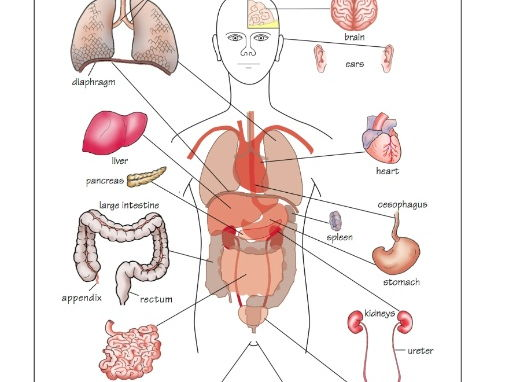 brain
ears
diaphragm
liver
heart
pancreas
large intestine
oesophagus
spleen
stomach
appendix
rectum
kidneys
ureter